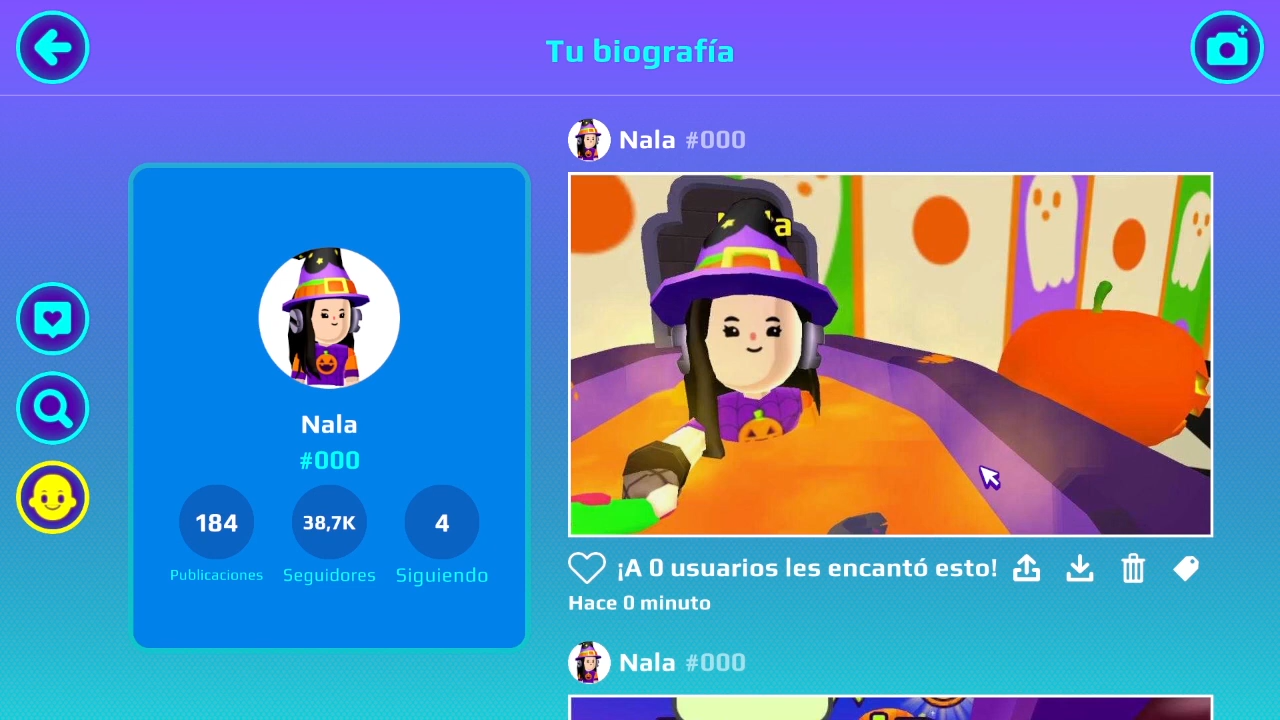 Tu biografía
Nala #000
Nala
#000
184
38,7K
4
Publicaciones
Seguidores
Siguiendo
¡A 0 usuarios les encantó esto!
Hace 0 minuto
Nala #000